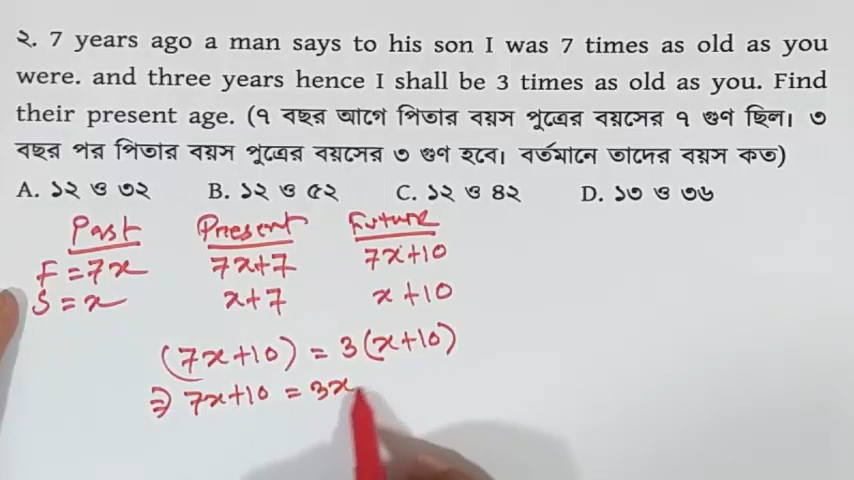 ২. 7 years ago a man says to his son I was 7 times as old as you
were. and three years hence I shall be 3 times as old as you. Find
their present age. (৭ বছর আগে পিতার বয়স পুত্রের বয়সের ৭ গুণ ছিল। ৩
বছর পর পিতার বয়স পুত্রের বয়সের ৩ গুণ হবে। বর্তমানে তাদের বয়স কত)
A. ১২ ও ৩২ B. ১২ ও ৫২ C. ১২ ও ৪২ D. ১৩ ও ৩৬
Past Present Future
F = 7x 7x+7 7x+10
S = x x+7 x+10
(7x+10) = 3(x+10)
⇒ 7x+10 = 3x